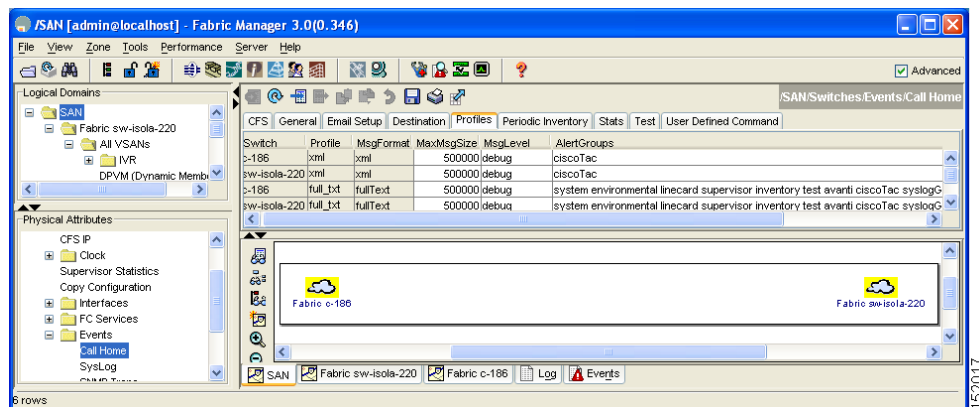 /SAN [admin@localhost] - Fabric Manager 3.0(0.346)
File View Zone Tools Performance Server Help
Advanced
Logical Domains
SAN
Fabric sw-isola-220
All VSANs
IVR
DPVM (Dynamic Membe
Physical Attributes
CFS IP
Clock
Supervisor Statistics
Copy Configuration
Interfaces
FC Services
Events
Call Home
SysLog
/SAN/Switches/Events/Call Home
CFS General Email Setup Destination Profiles Periodic Inventory Stats Test User Defined Command
Switch Profile MsgFormat MaxMsgSize MsgLevel AlertGroups
c-186 xml xml 500000 debug ciscoTac
sw-isola-220 xml xml 500000 debug ciscoTac
c-186 full_txt fullText 500000 debug system environmental linecard supervisor inventory test avanti ciscoTac syslogG
sw-isola-220 full_txt fullText 500000 debug system environmental linecard supervisor inventory test avanti ciscoTac syslogG
Fabric c-186
Fabric sw-isola-220
SAN Fabric sw-isola-220 Fabric c-186 Log Events
6 rows
152017